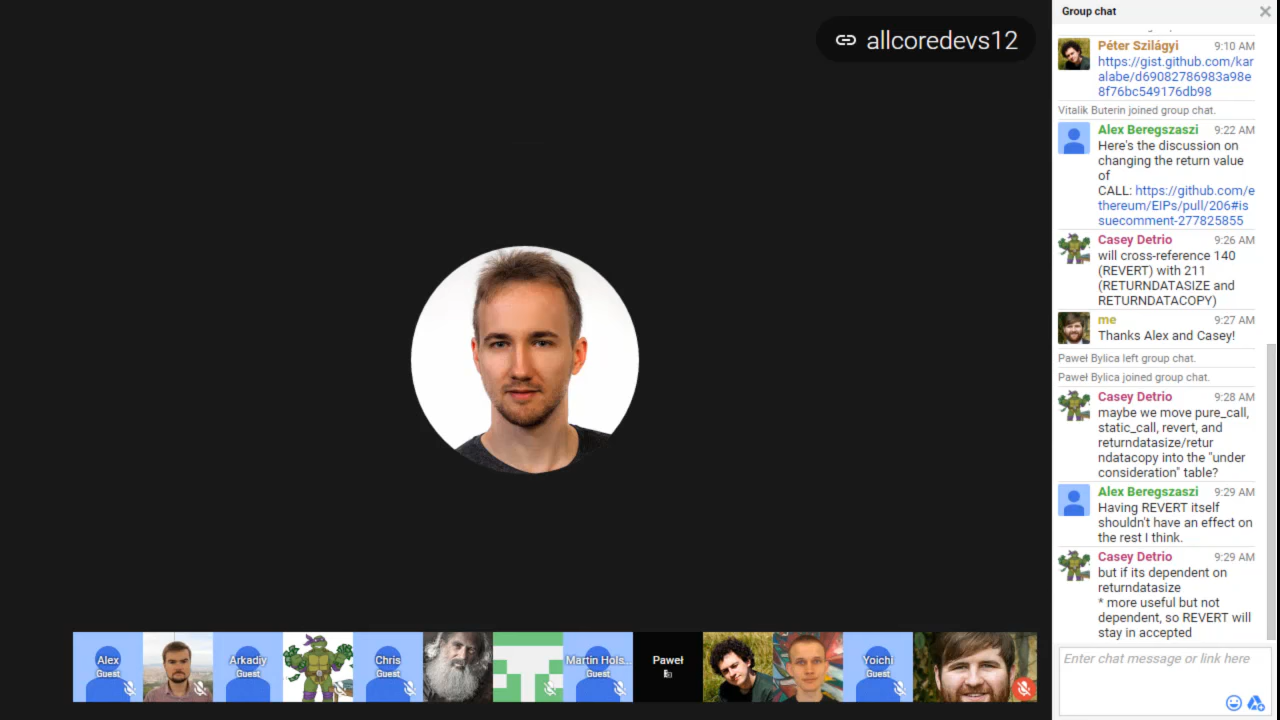 allcoredevs12
Group chat
Péter Szilágyi 9:10 AM
https://gist.github.com/kar
alabe/d69082786983a98e
8f76bc549176db98
Vitalik Buterin joined group chat.
Alex Beregszaszi 9:22 AM
Here's the discussion on
changing the return value
of
CALL: https://github.com/e
thereum/EIPs/pull/206#is
suecomment-277825855
Casey Detrio 9:26 AM
will cross-reference 140
(REVERT) with 211
(RETURNDATASIZE and
RETURNDATACOPY)
me 9:27 AM
Thanks Alex and Casey!
Paweł Bylica left group chat.
Paweł Bylica joined group chat.
Casey Detrio 9:28 AM
maybe we move pure_call,
static_call, revert, and
returndatasize/retur
ndatacopy into the "under
consideration" table?
Alex Beregszaszi 9:29 AM
Having REVERT itself
shouldn't have an effect on
the rest I think.
Casey Detrio 9:29 AM
but if its dependent on
returndatasize
* more useful but not
dependent, so REVERT will
stay in accepted
Enter chat message or link here
Alex
Guest
Arkadiy
Guest
Chris
Guest
Martin Hols...
Guest
Paweł
Yoichi
Guest